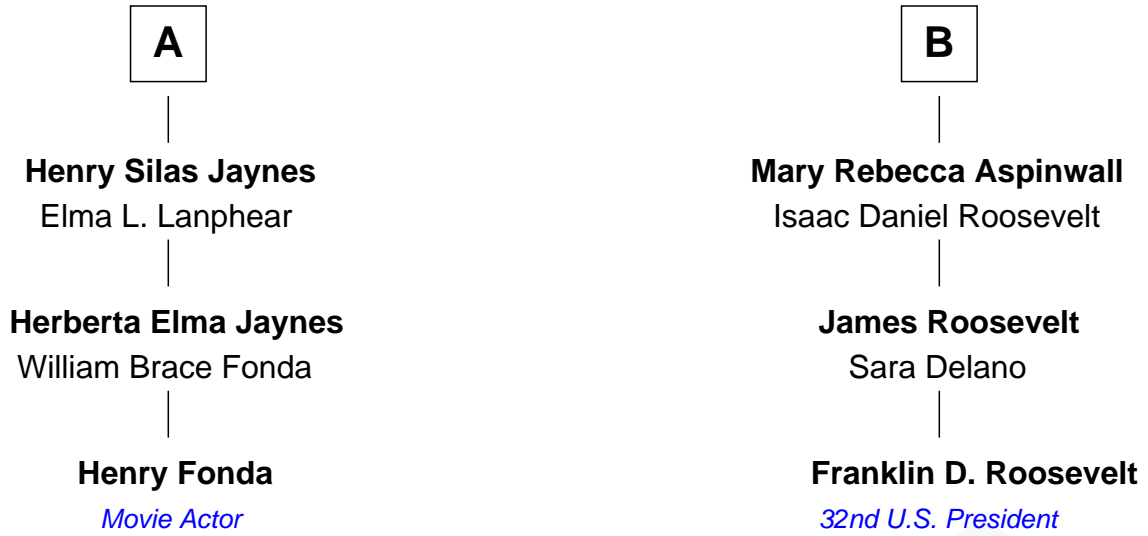 A
B
Henry Silas Jaynes
Elma L. Lanphear
Mary Rebecca Aspinwall
Isaac Daniel Roosevelt
Herberta Elma Jaynes
William Brace Fonda
James Roosevelt
Sara Delano
Henry Fonda
Movie Actor
Franklin D. Roosevelt
32nd U.S. President